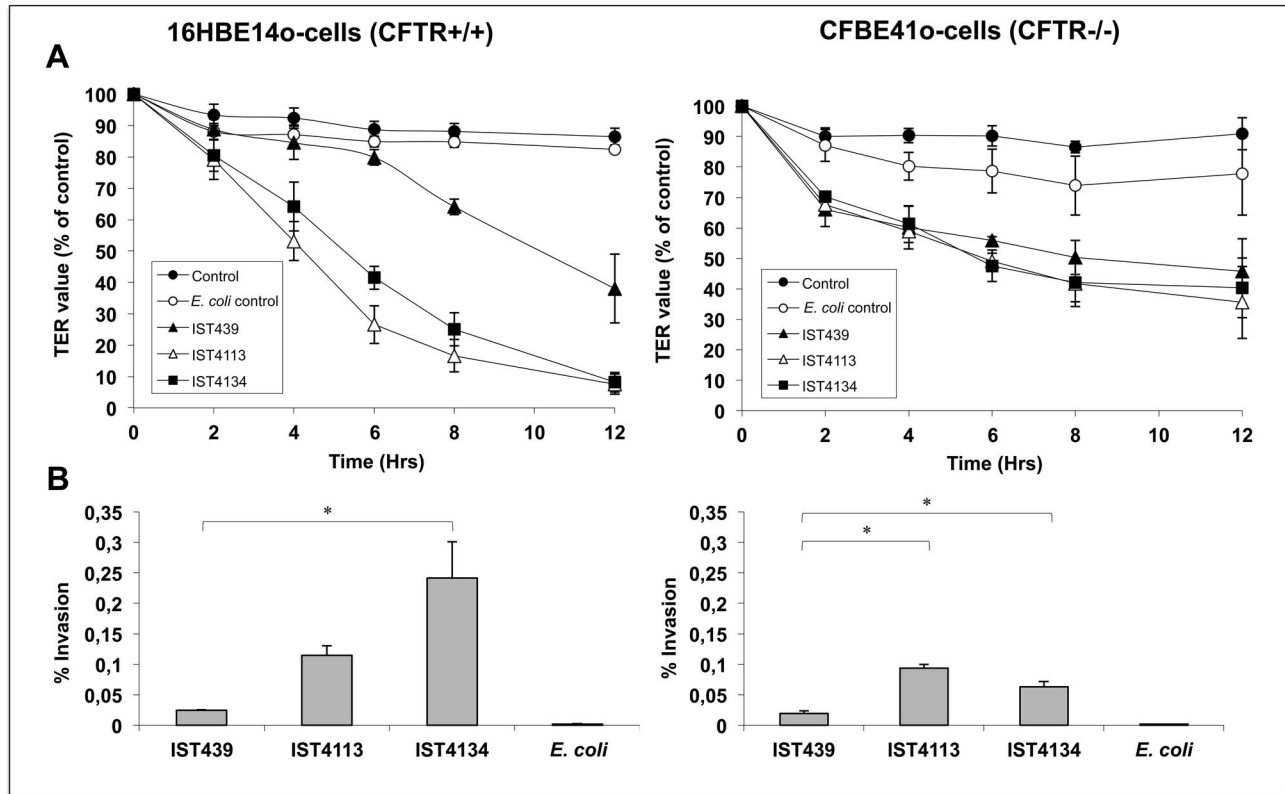 16HBE14o-cells (CFTR+/+)
CFBE41o-cells (CFTR-/-)
A
TER value (% of control)
100
90
80
70
60
50
40
30
20
10
0
Control
E. coli control
IST439
IST4113
IST4134
0 2 4 6 8 10 12
Time (Hrs)
TER value (% of control)
100
90
80
70
60
50
40
30
20
10
0
Control
E. coli control
IST439
IST4113
IST4134
0 2 4 6 8 10 12
Time (Hrs)
B
% Invasion
0,35
0,3
0,25
0,2
0,15
0,1
0,05
0
*
IST439 IST4113 IST4134 E. coli
% Invasion
0,35
0,3
0,25
0,2
0,15
0,1
0,05
0
*
*
IST439 IST4113 IST4134 E. coli